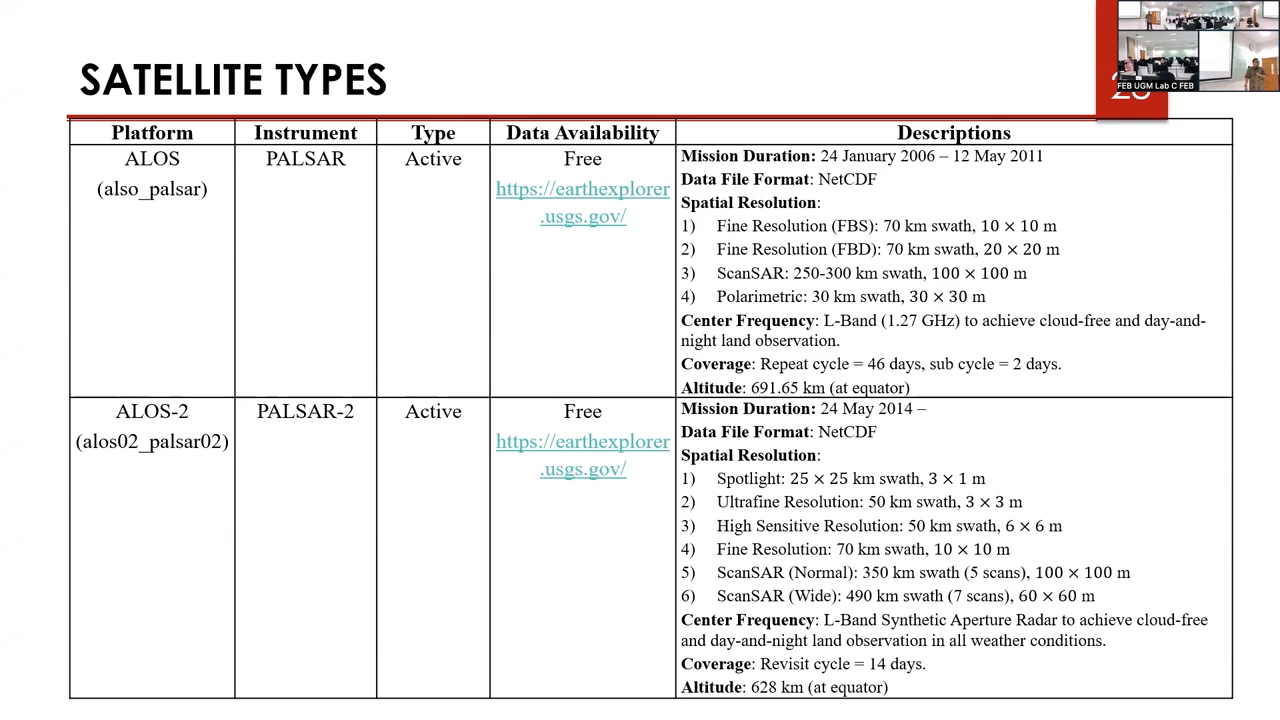 SATELLITE TYPES
FEB UGM Lab C FEB
Platform Instrument Type Data Availability Descriptions
ALOS
(also_palsar)
PALSAR
Active
Free
https://earthexplorer
.usgs.gov/
Mission Duration: 24 January 2006 – 12 May 2011
Data File Format: NetCDF
Spatial Resolution:
1) Fine Resolution (FBS): 70 km swath, 10 × 10 m
2) Fine Resolution (FBD): 70 km swath, 20 × 20 m
3) ScanSAR: 250-300 km swath, 100 × 100 m
4) Polarimetric: 30 km swath, 30 × 30 m
Center Frequency: L-Band (1.27 GHz) to achieve cloud-free and day-and-
night land observation.
Coverage: Repeat cycle = 46 days, sub cycle = 2 days.
Altitude: 691.65 km (at equator)
ALOS-2
(alos02_palsar02)
PALSAR-2
Active
Free
https://earthexplorer
.usgs.gov/
Mission Duration: 24 May 2014 –
Data File Format: NetCDF
Spatial Resolution:
1) Spotlight: 25 × 25 km swath, 3 × 1 m
2) Ultrafine Resolution: 50 km swath, 3 × 3 m
3) High Sensitive Resolution: 50 km swath, 6 × 6 m
4) Fine Resolution: 70 km swath, 10 × 10 m
5) ScanSAR (Normal): 350 km swath (5 scans), 100 × 100 m
6) ScanSAR (Wide): 490 km swath (7 scans), 60 × 60 m
Center Frequency: L-Band Synthetic Aperture Radar to achieve cloud-free
and day-and-night land observation in all weather conditions.
Coverage: Revisit cycle = 14 days.
Altitude: 628 km (at equator)